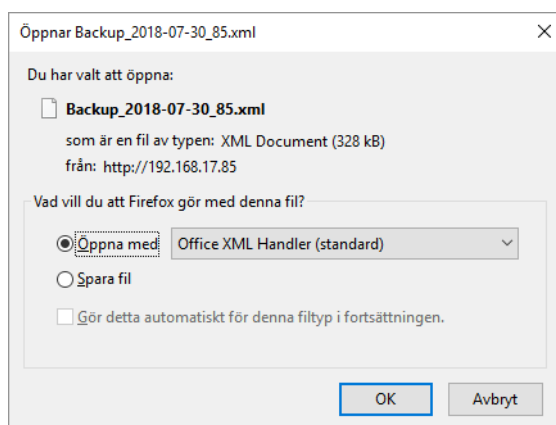 Öppnar Backup_2018-07-30_85.xml
Du har valt att öppna:
Backup_2018-07-30_85.xml
som är en fil av typen: XML Document (328 kB)
från: http://192.168.17.85
Vad vill du att Firefox gör med denna fil?
Öppna med Office XML Handler (standard)
Spara fil
Gör detta automatiskt för denna filtyp i fortsättningen.
OK Avbryt